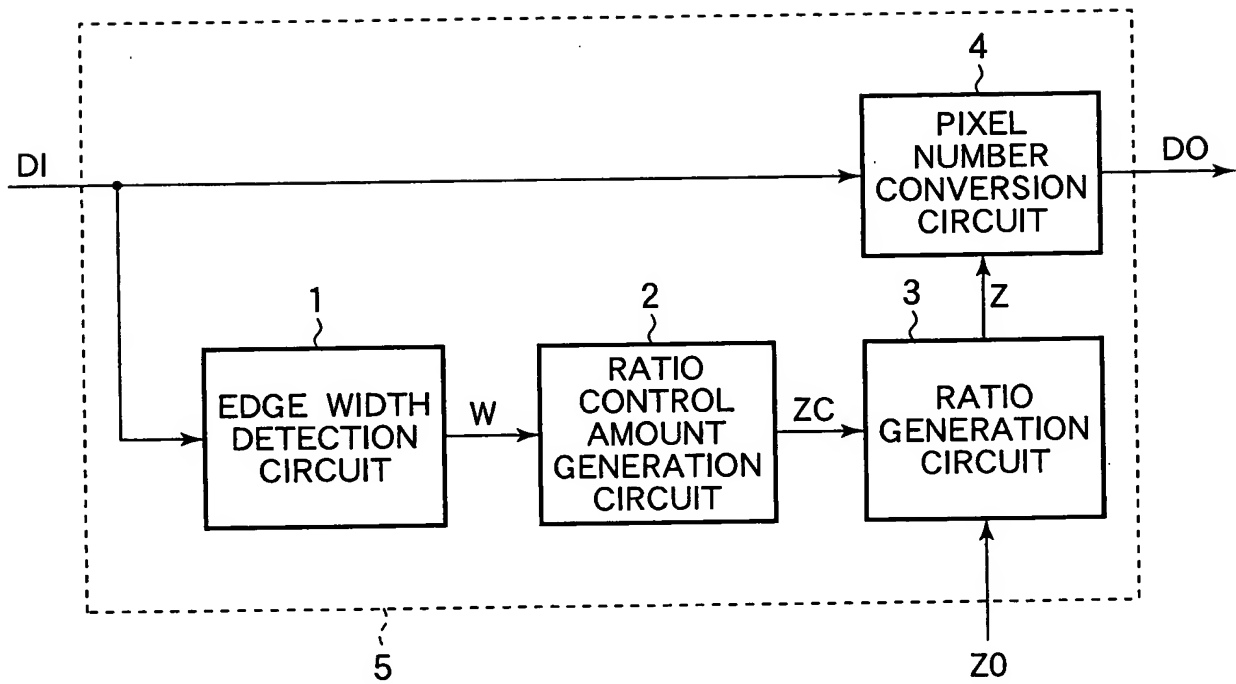 4
PIXEL
NUMBER
CONVERSION
CIRCUIT
DI
DO
1
2
3
Z
EDGE WIDTH
DETECTION
CIRCUIT
W
RATIO
CONTROL
AMOUNT
GENERATION
CIRCUIT
ZC
RATIO
GENERATION
CIRCUIT
5
Z0